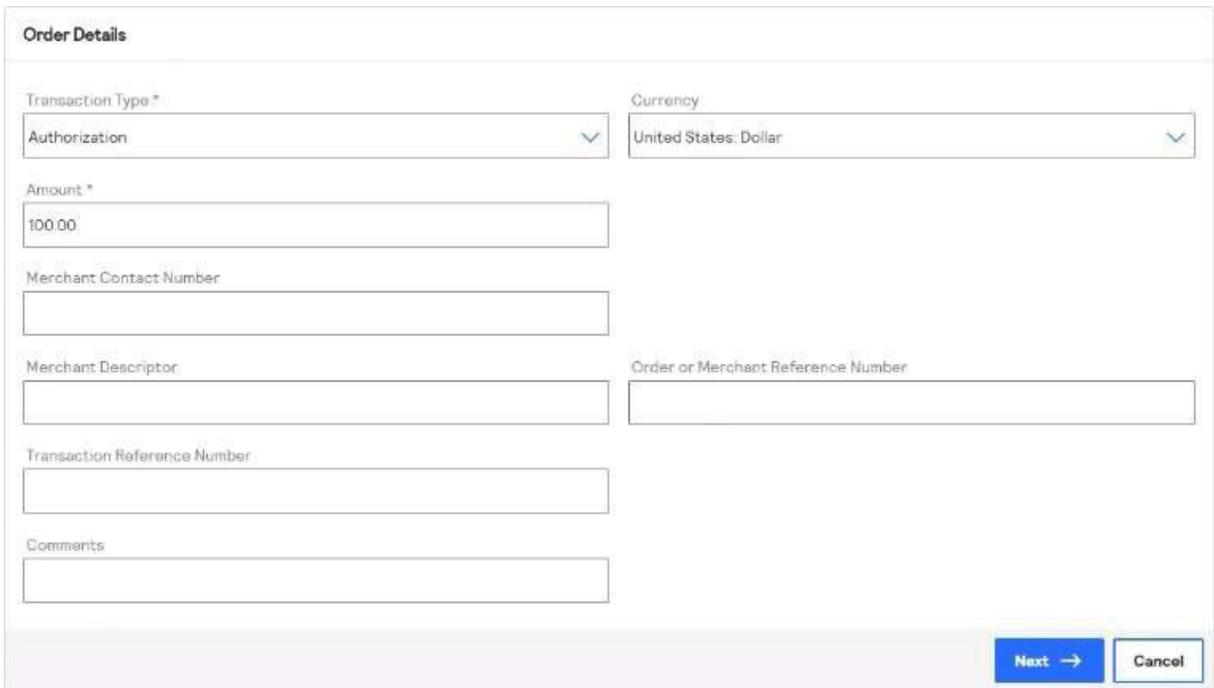 Order Details
Transaction Type *
Currency
Authorization
United States: Dollar
Amount *
100.00
Merchant Contact Number
Merchant Descriptor
Order or Merchant Reference Number
Transaction Reference Number
Comments
Next →
Cancel